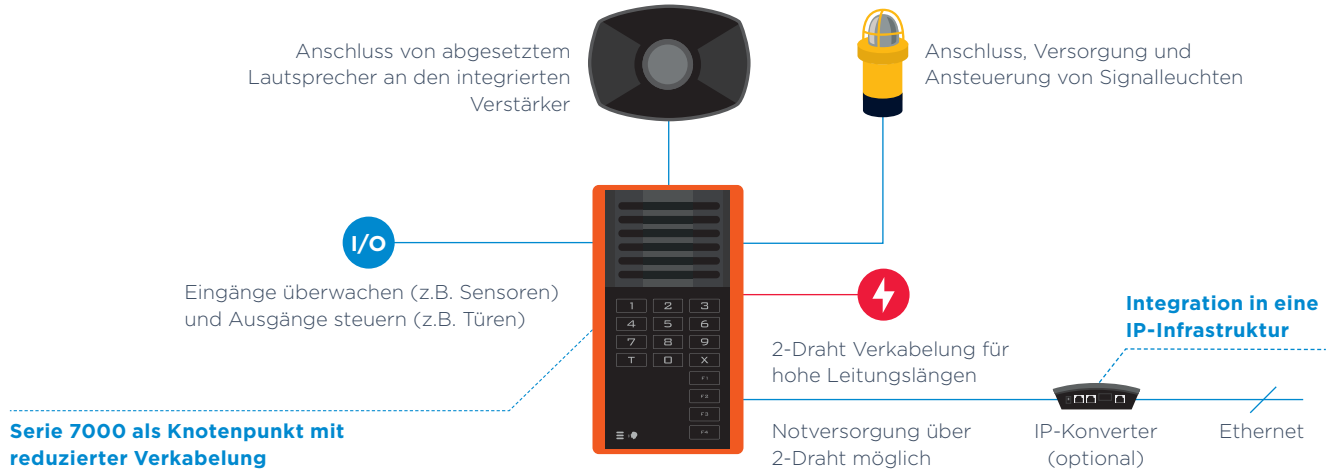 Anschluss von abgesetztem
Lautsprecher an den integrierten
Verstärker
Anschluss, Versorgung und
Ansteuerung von Signalleuchten
I/O
Eingänge überwachen (z.B. Sensoren)
und Ausgänge steuern (z.B. Türen)
1 2 3
4 5 6
7 8 9
T 0 X
F1
F2
F3
F4
2-Draht Verkabelung für
hohe Leitungslängen
Integration in eine
IP-Infrastruktur
Serie 7000 als Knotenpunkt mit
reduzierter Verkabelung
Notversorgung über
2-Draht möglich
IP-Konverter
(optional)
Ethernet